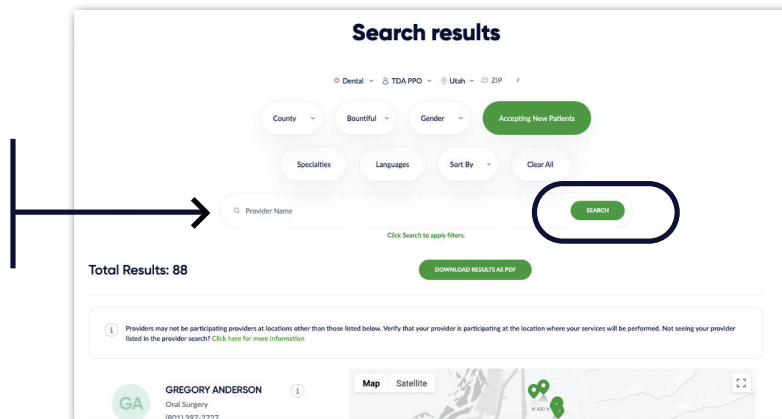 Search results
Dental TDA PPO Utah ZIP
County Bountiful Gender Accepting New Patients
Specialties Languages Sort By Clear All
Provider Name SEARCH
Click Search to apply filters.
Total Results: 88 DOWNLOAD RESULTS AS PDF
i Providers may not be participating providers at locations other than those listed below. Verify that your provider is participating at the location where your services will be performed. Not seeing your provider
listed in the provider search? Click here for more information
GA GREGORY ANDERSON i
Oral Surgery
(801) 397-2727
Map Satellite
W 400 N